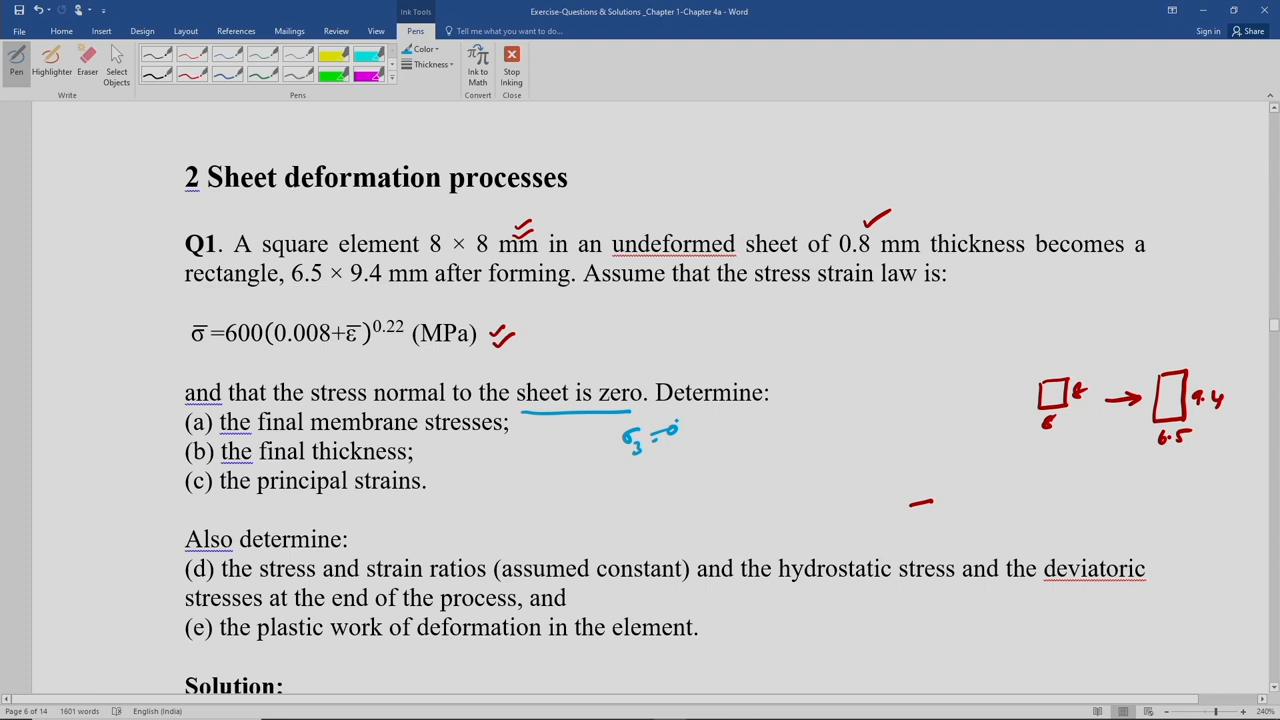 Ink Tools
Exercise-Questions & Solutions _Chapter 1-Chapter 4a - Word
File Home Insert Design Layout References Mailings Review View Pens Tell me what you want to do... Sign in Share
Pen Highlighter Eraser Select Objects
Color
Thickness
Ink to Math
Stop Inking
Write Pens Convert Close
2 Sheet deformation processes
Q1. A square element 8 × 8 mm in an undeformed sheet of 0.8 mm thickness becomes a
rectangle, 6.5 × 9.4 mm after forming. Assume that the stress strain law is:
σ̅=600(0.008+ε̅)^0.22 (MPa)
and that the stress normal to the sheet is zero. Determine:
(a) the final membrane stresses;
(b) the final thickness;
(c) the principal strains.
σ3 = 0
8 8 → 9.4 6.5
Also determine:
(d) the stress and strain ratios (assumed constant) and the hydrostatic stress and the deviatoric
stresses at the end of the process, and
(e) the plastic work of deformation in the element.
Solution:
Page 6 of 14 1601 words English (India) 240%